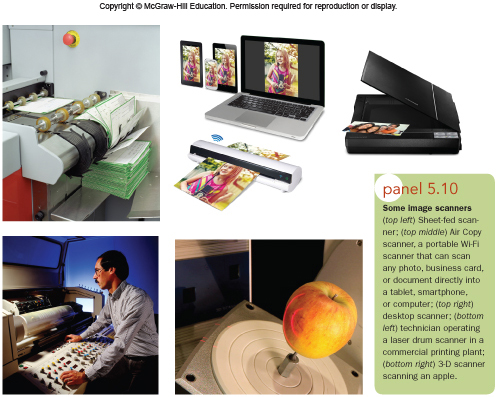 Copyright © McGraw-Hill Education. Permission required for reproduction or display.
panel 5.10
Some image scanners
(top left) Sheet-fed scan-
ner; (top middle) Air Copy
scanner, a portable Wi-Fi
scanner that can scan
any photo, business card,
or document directly into
a tablet, smartphone,
or computer; (top right)
desktop scanner; (bottom
left) technician operating
a laser drum scanner in a
commercial printing plant;
(bottom right) 3-D scanner
scanning an apple.